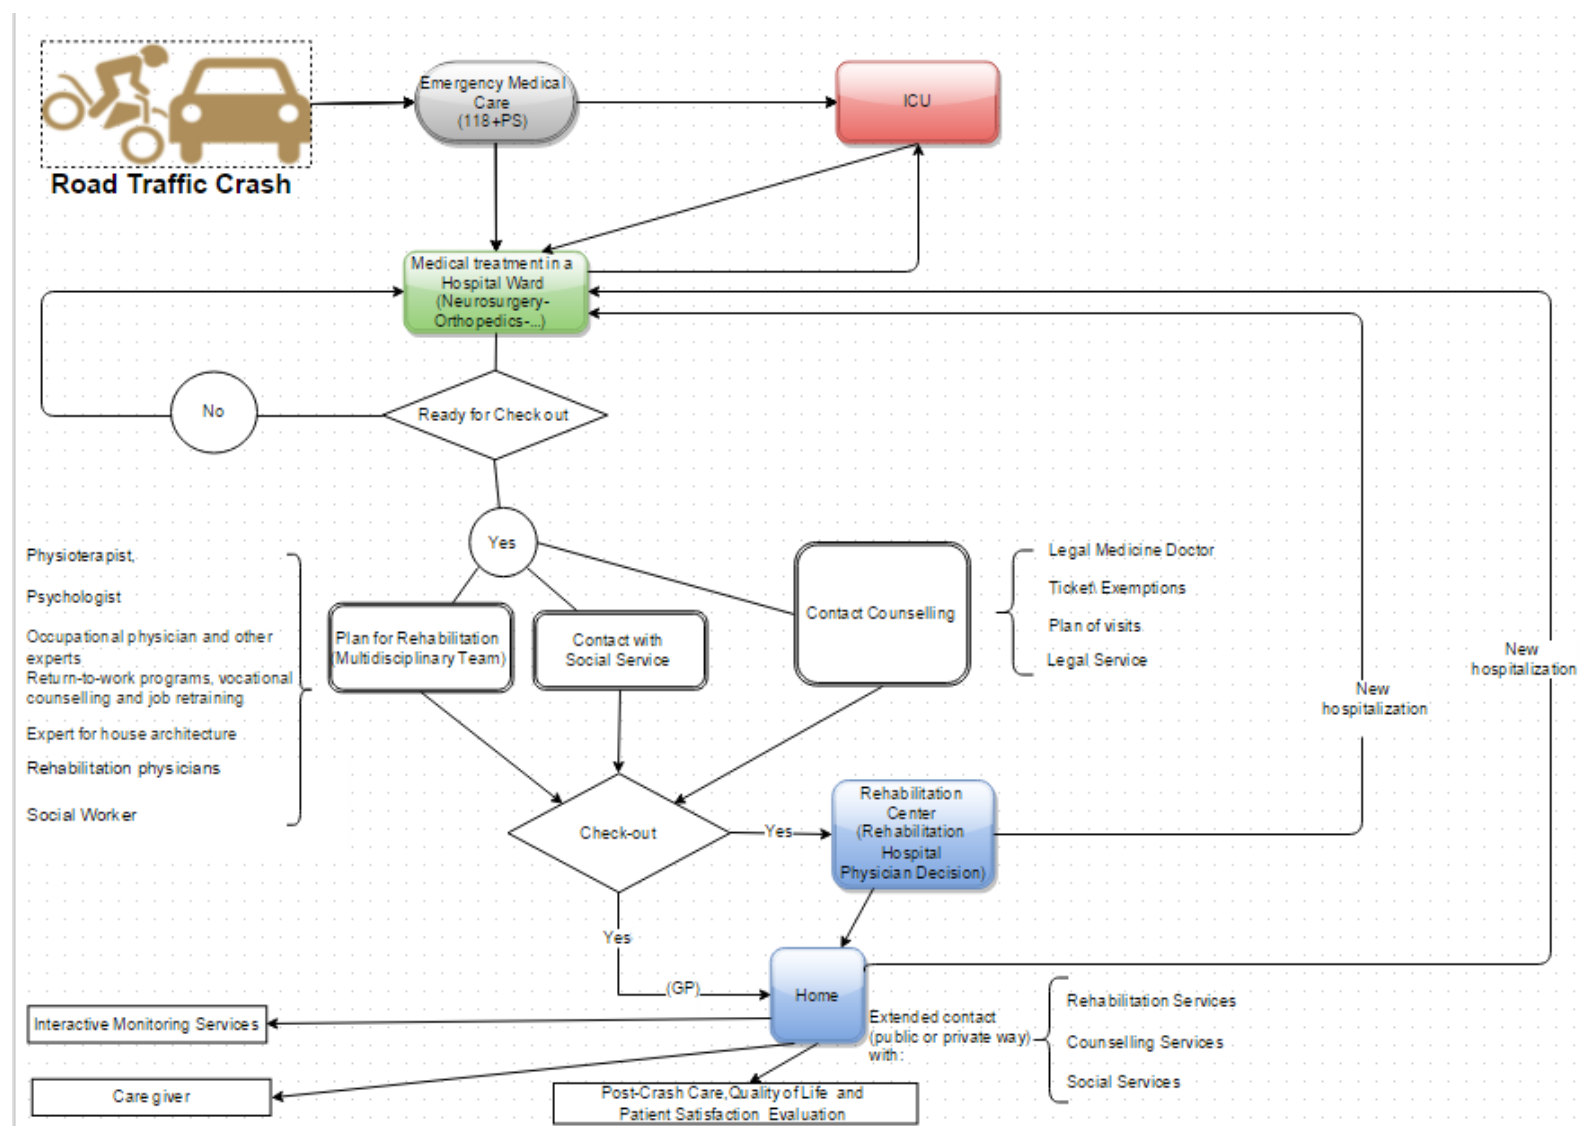 Emergency Medical
Care
(118+PS)
ICU
Road Traffic Crash
Medical treatment in a
Hospital Ward
(Neurosurgery-
Orthopedics-...)
No
Ready for Check out
Yes
Physioterapist,
Psychologist
Occupational physician and other
experts
Return-to-work programs, vocational
counselling and job retraining
Expert for house architecture
Rehabilitation physicians
Social Worker
Plan for Rehabilitation
(Multidisciplinary Team)
Contact with
Social Service
Contact Counselling
Legal Medicine Doctor
Ticket\ Exemptions
Plan of visits
Legal Service
New
hospitalization
New
hospitalization
Check-out
Yes
Rehabilitation
Center
(Rehabilitation
Hospital
Physician Decision)
Yes
(GP)
Home
Interactive Monitoring Services
Care giver
Post-Crash Care,Quality of Life and
Patient Satisfaction Evaluation
Extended contact
(public or private way)
with:
Rehabilitation Services
Counselling Services
Social Services